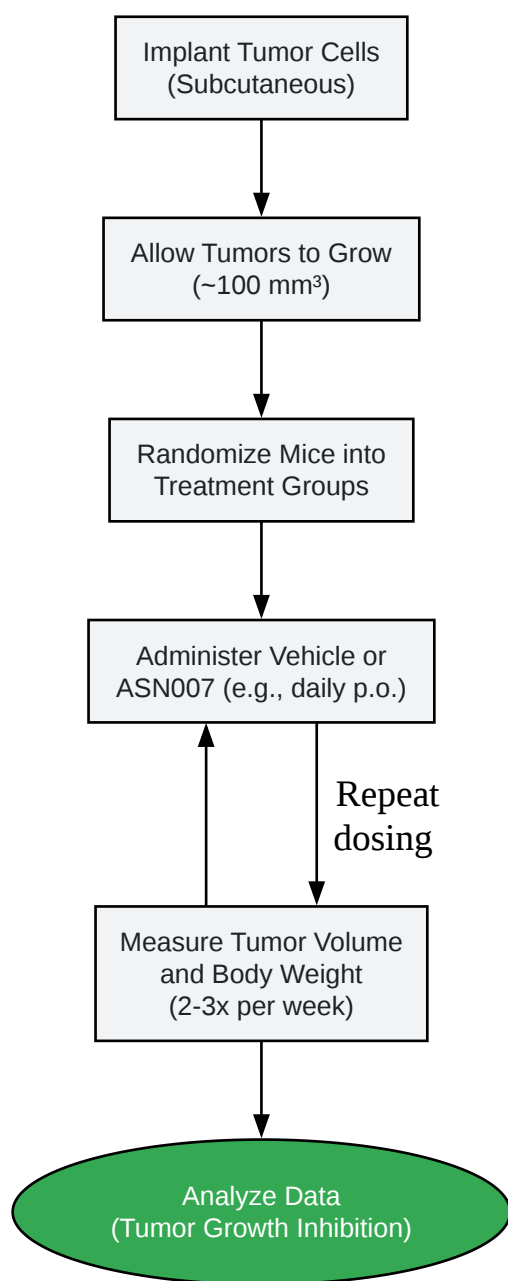 Implant Tumor Cells
(Subcutaneous)
Allow Tumors to Grow
(~100 mm³)
Randomize Mice into
Treatment Groups
Administer Vehicle or
ASN007 (e.g., daily p.o.)
Repeat
dosing
Measure Tumor Volume
and Body Weight
(2-3x per week)
Analyze Data
(Tumor Growth Inhibition)